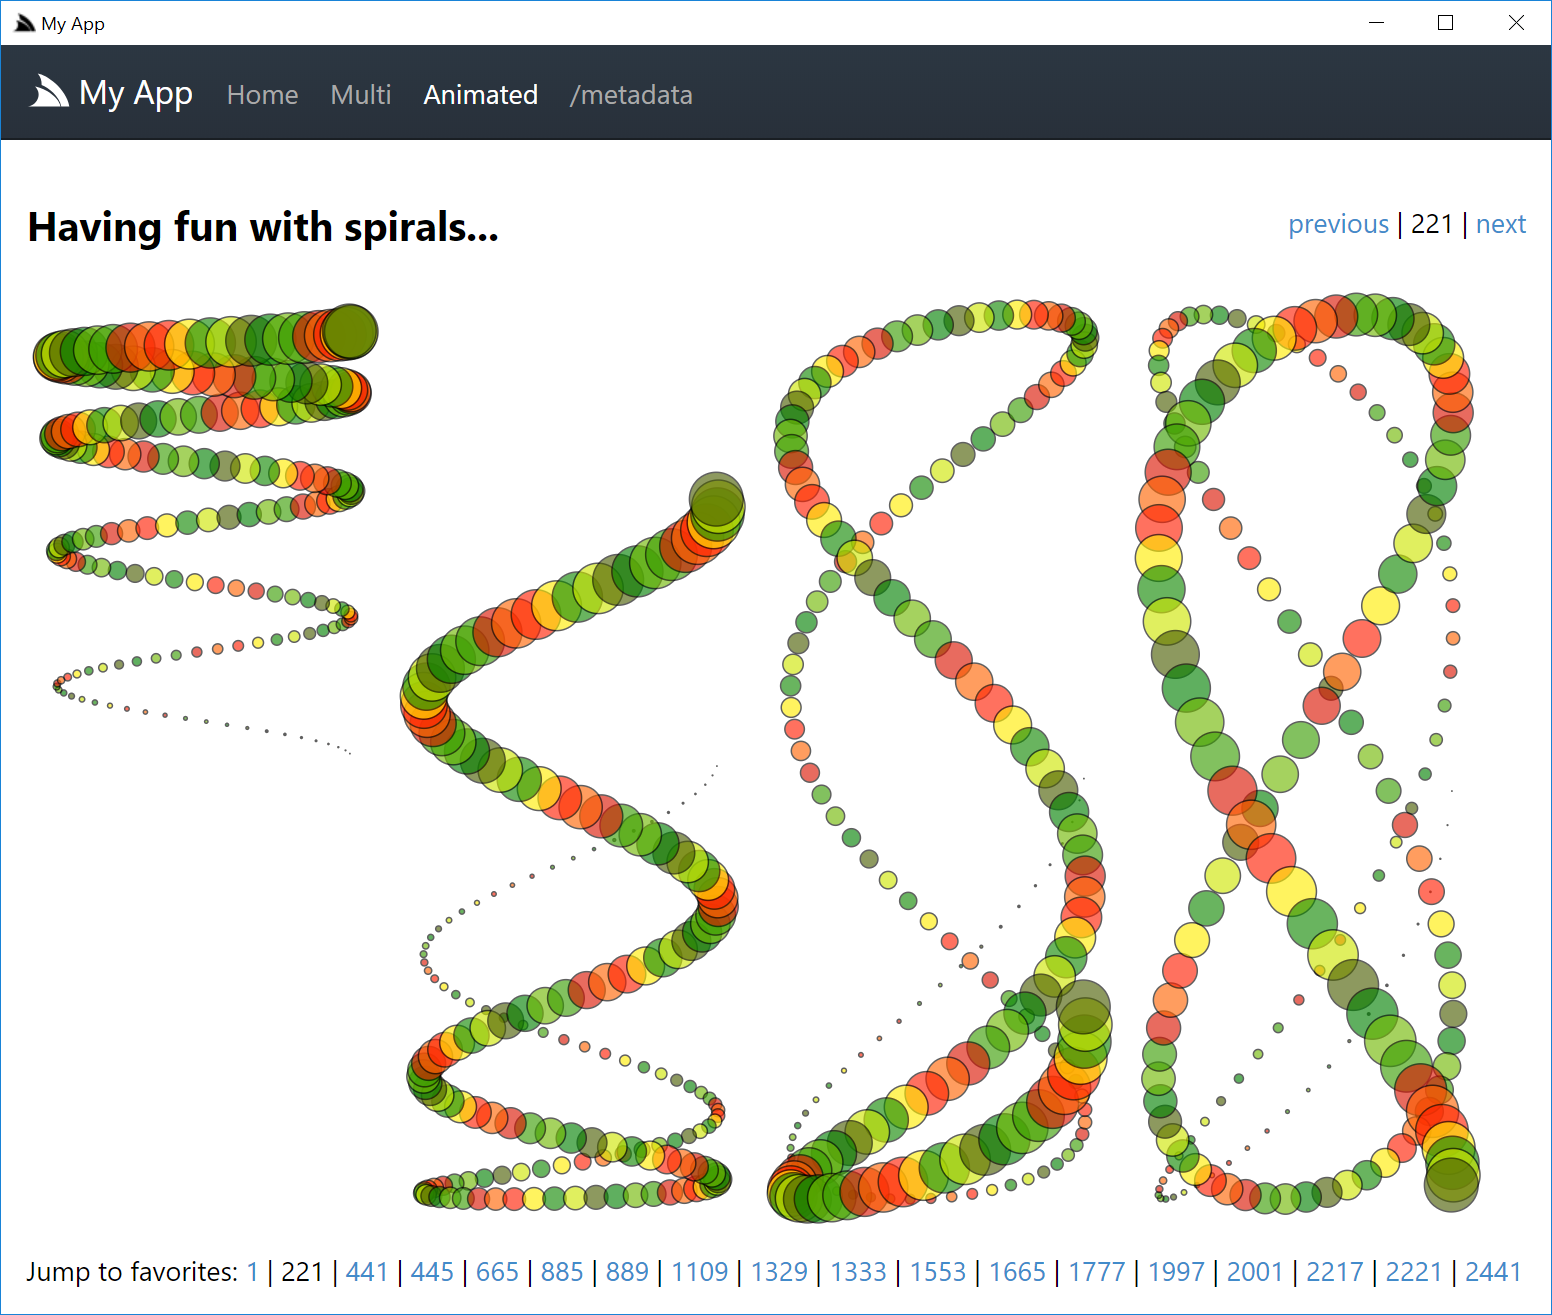 My App
My App Home Multi Animated /metadata
Having fun with spirals...
previous | 221 | next
Jump to favorites: 1 | 221 | 441 | 445 | 665 | 885 | 889 | 1109 | 1329 | 1333 | 1553 | 1665 | 1777 | 1997 | 2001 | 2217 | 2221 | 2441